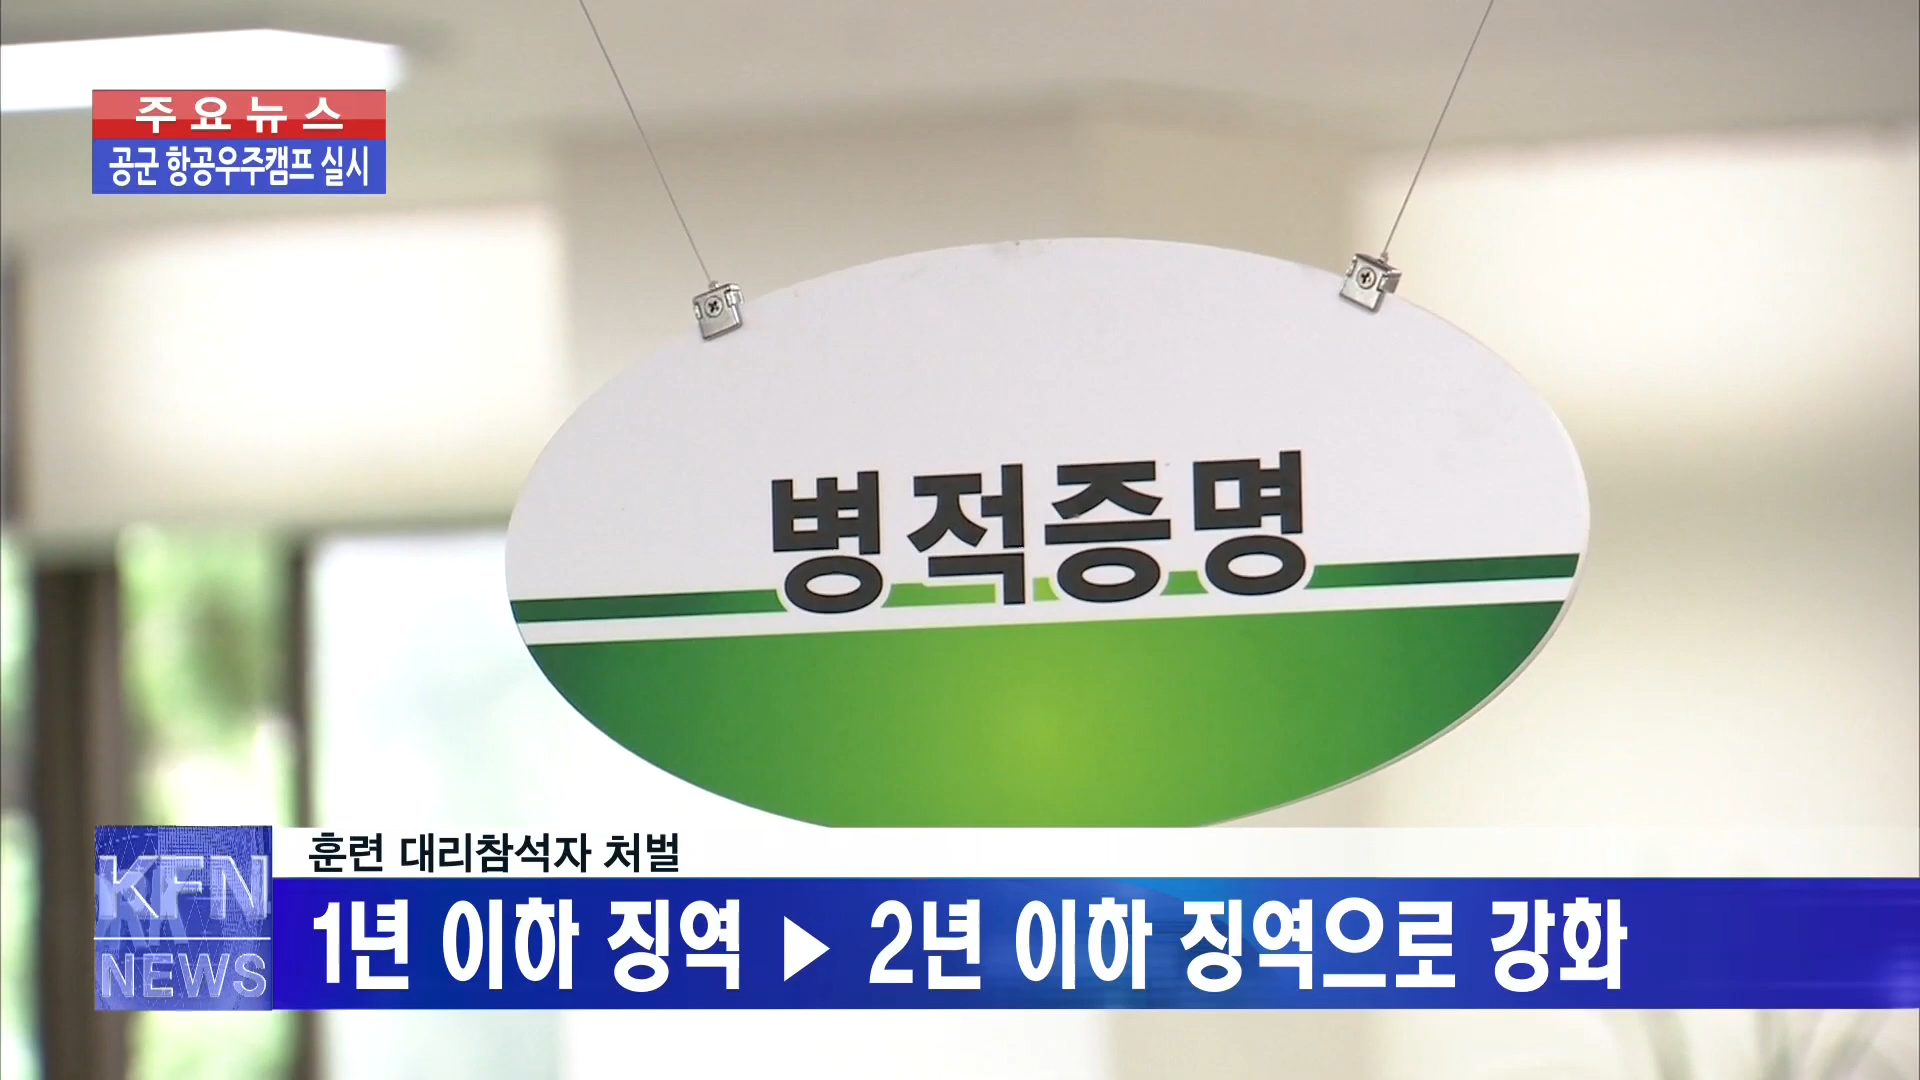 주요뉴스
공군 항공우주캠프 실시
병적증명
훈련 대리참석자 처벌
1년 이하 징역 ▶ 2년 이하 징역으로 강화
KFN
NEWS